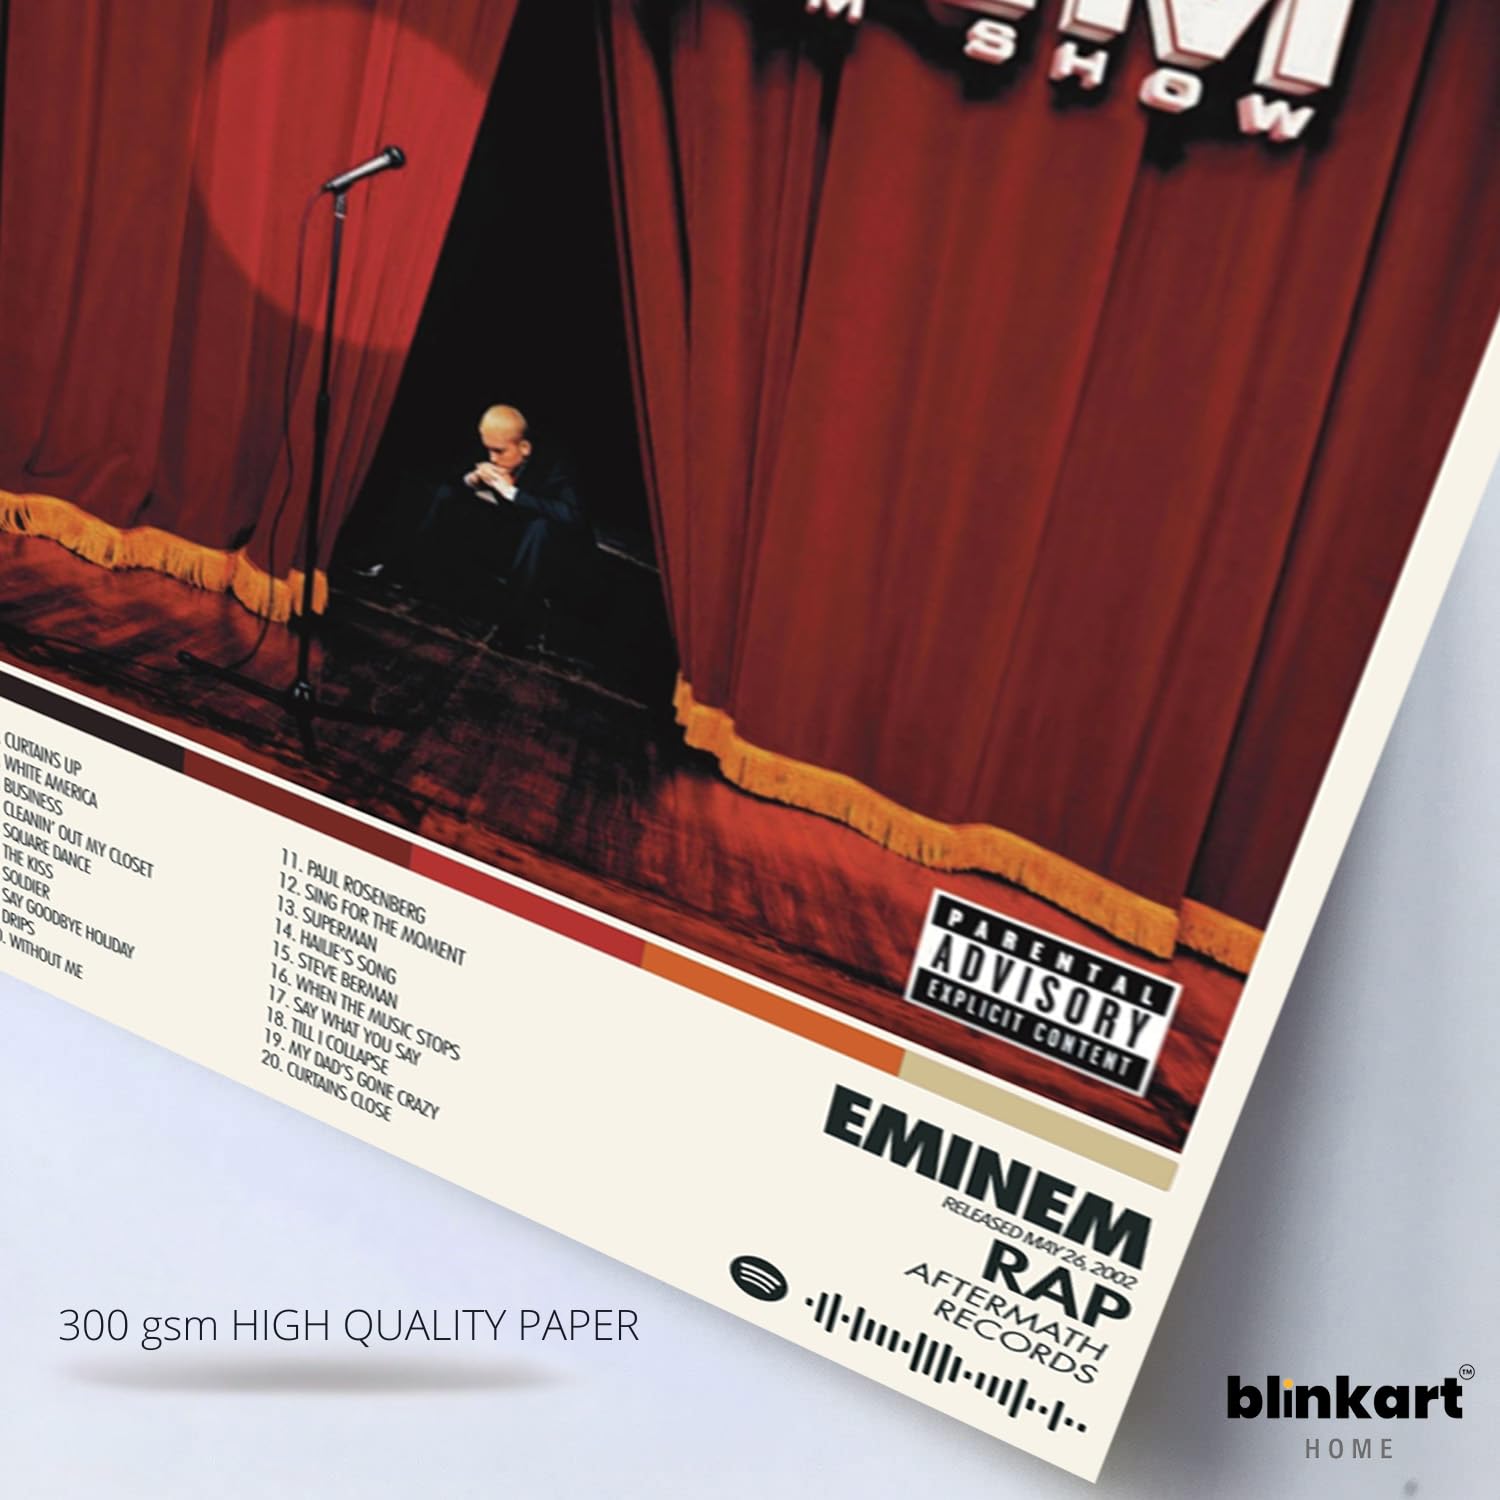 M SHOW
CURTAINS UP
WHITE AMERICA
BUSINESS
CLEANIN' OUT MY CLOSET
SQUARE DANCE
THE KISS
SOLDIER
SAY GOODBYE HOLIDAY
DRIPS
. WITHOUT ME
11. PAUL ROSENBERG
12. SING FOR THE MOMENT
13. SUPERMAN
14. HAILIE'S SONG
15. STEVE BERMAN
16. WHEN THE MUSIC STOPS
17. SAY WHAT YOU SAY
18. TILL I COLLAPSE
19. MY DAD'S GONE CRAZY
20. CURTAINS CLOSE
PARENTAL
ADVISORY
EXPLICIT CONTENT
EMINEM
RELEASED MAY 26, 2002
RAP
AFTERMATH
RECORDS
300 gsm HIGH QUALITY PAPER
blinkart™
HOME